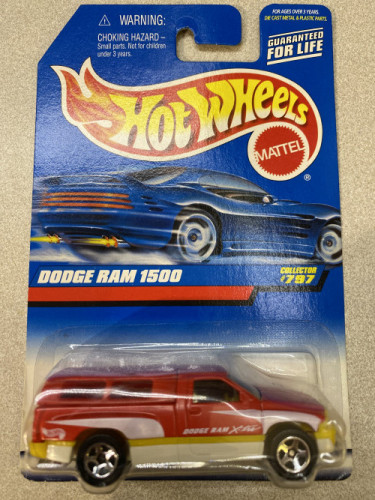 WARNING:
CHOKING HAZARD -
Small parts. Not for children
under 3 years.
FOR AGES OVER 3 YEARS.
DIE CAST METAL & PLASTIC PARTS.
GUARANTEED
FOR LIFE
HOT WHEELS
MATTEL
®
DODGE RAM 1500
COLLECTOR
#797
DODGE RAM